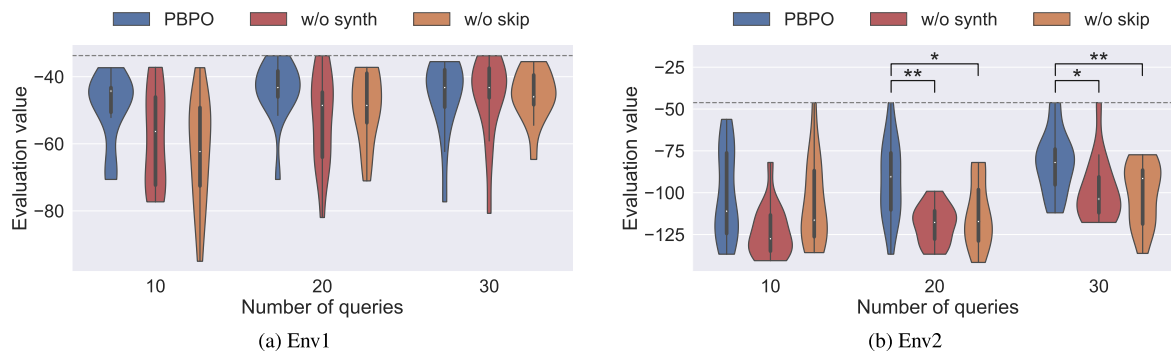 PBPO w/o synth w/o skip
−40
−60
−80
Evaluation value
10 20 30
Number of queries
(a) Env1
PBPO w/o synth w/o skip
−25
−50
−75
−100
−125
Evaluation value
* **
** *
10 20 30
Number of queries
(b) Env2